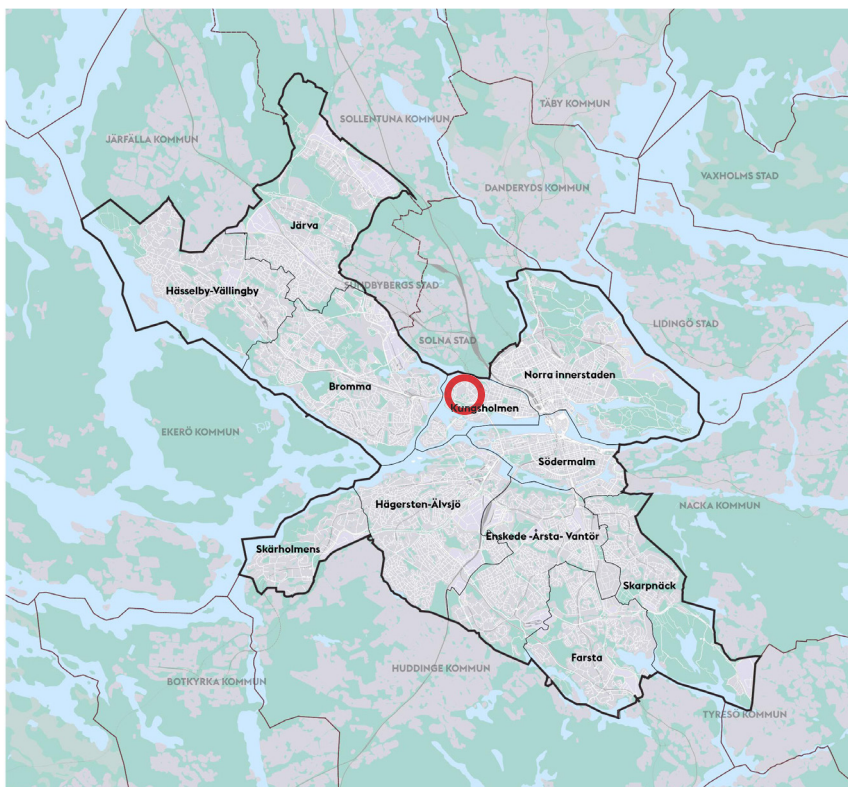 TÄBY KOMMUN
SOLLENTUNA KOMMUN
JÄRFÄLLA KOMMUN
VAXHOLMS STAD
DANDERYDS KOMMUN
Järva
SUNDBYBERGS STAD
Hässelby-Vällingby
LIDINGÖ STAD
SOLNA STAD
Norra innerstaden
Bromma
Kungsholmen
EKERÖ KOMMUN
Södermalm
Hägersten-Älvsjö
NACKA KOMMUN
Enskede -Årsta- Vantör
Skärholmens
Skarpnäck
Farsta
HUDDINGE KOMMUN
BOTKYRKA KOMMUN
TYRESÖ KOMMUN